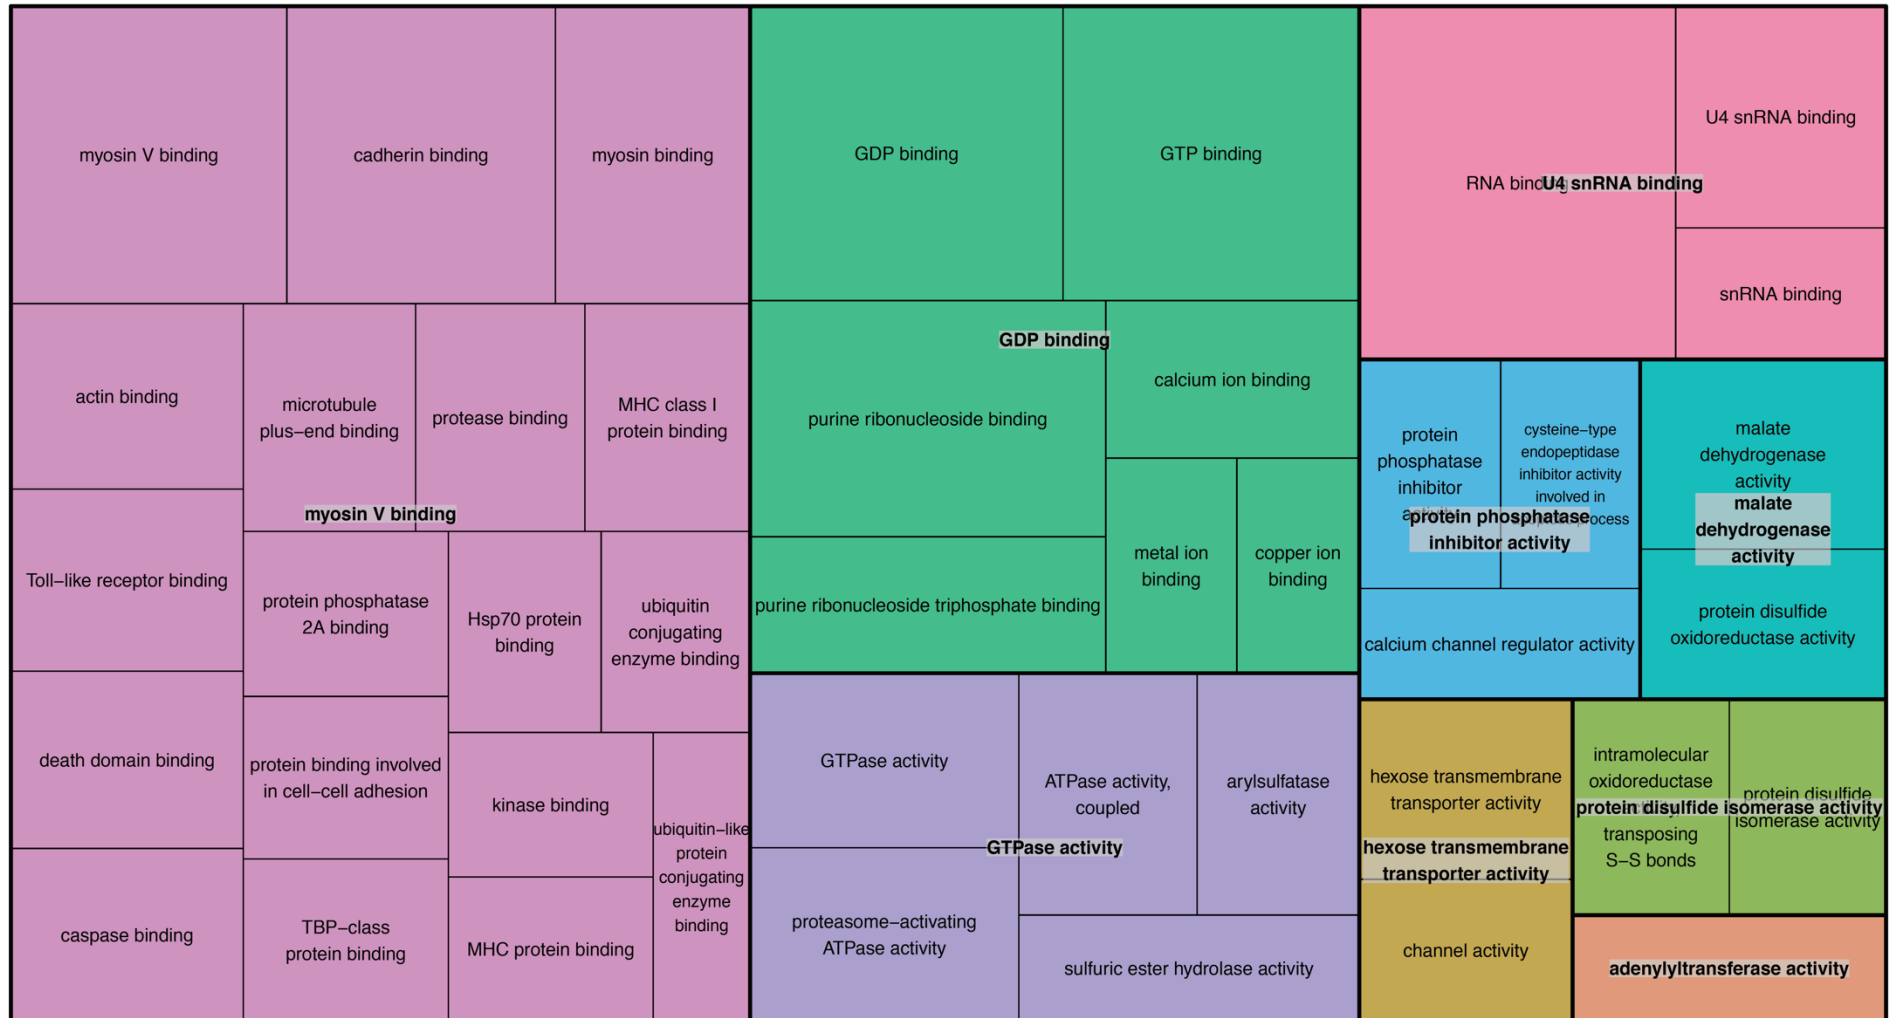 myosin V binding
cadherin binding
myosin binding
actin binding
microtubule
plus−end binding
protease binding
MHC class I
protein binding
myosin V binding
Toll−like receptor binding
protein phosphatase
2A binding
Hsp70 protein
binding
ubiquitin
conjugating
enzyme binding
death domain binding
protein binding involved
in cell−cell adhesion
kinase binding
ubiquitin−like
protein
conjugating
enzyme
binding
caspase binding
TBP−class
protein binding
MHC protein binding
GDP binding
GTP binding
GDP binding
purine ribonucleoside binding
calcium ion binding
metal ion
binding
copper ion
binding
purine ribonucleoside triphosphate binding
GTPase activity
ATPase activity,
coupled
arylsulfatase
activity
GTPase activity
proteasome−activating
ATPase activity
sulfuric ester hydrolase activity
RNA binding
U4 snRNA binding
U4 snRNA binding
snRNA binding
protein
phosphatase
inhibitor
activity
cysteine−type
endopeptidase
inhibitor activity
involved in
process
protein phosphatase
inhibitor activity
calcium channel regulator activity
malate
dehydrogenase
activity
malate
dehydrogenase
activity
protein disulfide
oxidoreductase activity
hexose transmembrane
transporter activity
hexose transmembrane
transporter activity
channel activity
intramolecular
oxidoreductase
transposing
S−S bonds
protein disulfide
isomerase activity
protein disulfide isomerase activity
adenylyltransferase activity